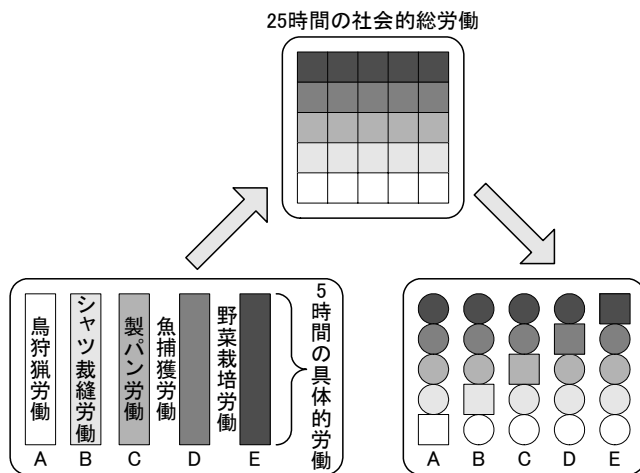 25時間の社会的総労働
鳥狩猟労働
シャツ裁縫労働
製パン労働
魚捕獲労働
野菜栽培労働
5時間の具体的労働
A B C D E
A B C D E